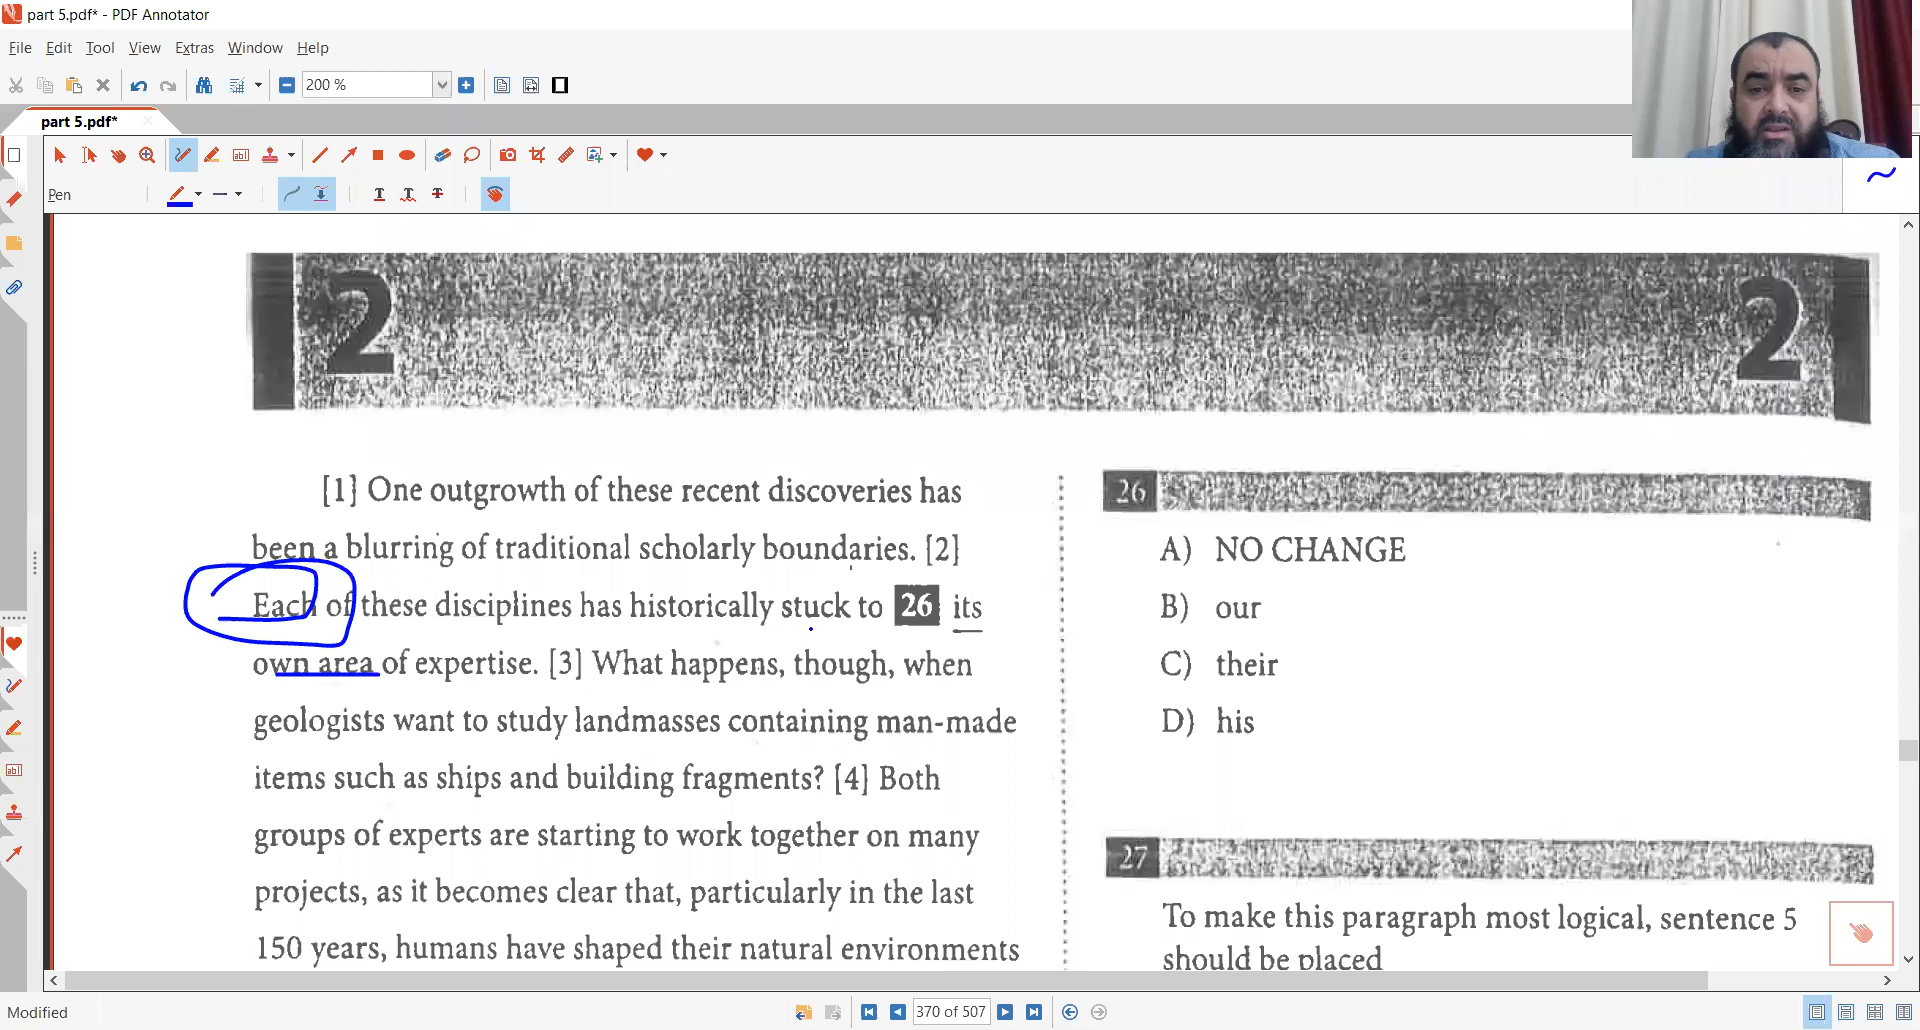 part 5.pdf* - PDF Annotator
File Edit Tool View Extras Window Help
200 %
part 5.pdf*
Pen
2 2
[1] One outgrowth of these recent discoveries has
been a blurring of traditional scholarly boundaries. [2]
Each of these disciplines has historically stuck to 26 its
own area of expertise. [3] What happens, though, when
geologists want to study landmasses containing man-made
items such as ships and building fragments? [4] Both
groups of experts are starting to work together on many
projects, as it becomes clear that, particularly in the last
150 years, humans have shaped their natural environments
26
A) NO CHANGE
B) our
C) their
D) his
27
To make this paragraph most logical, sentence 5
should be placed
Modified
370 of 507